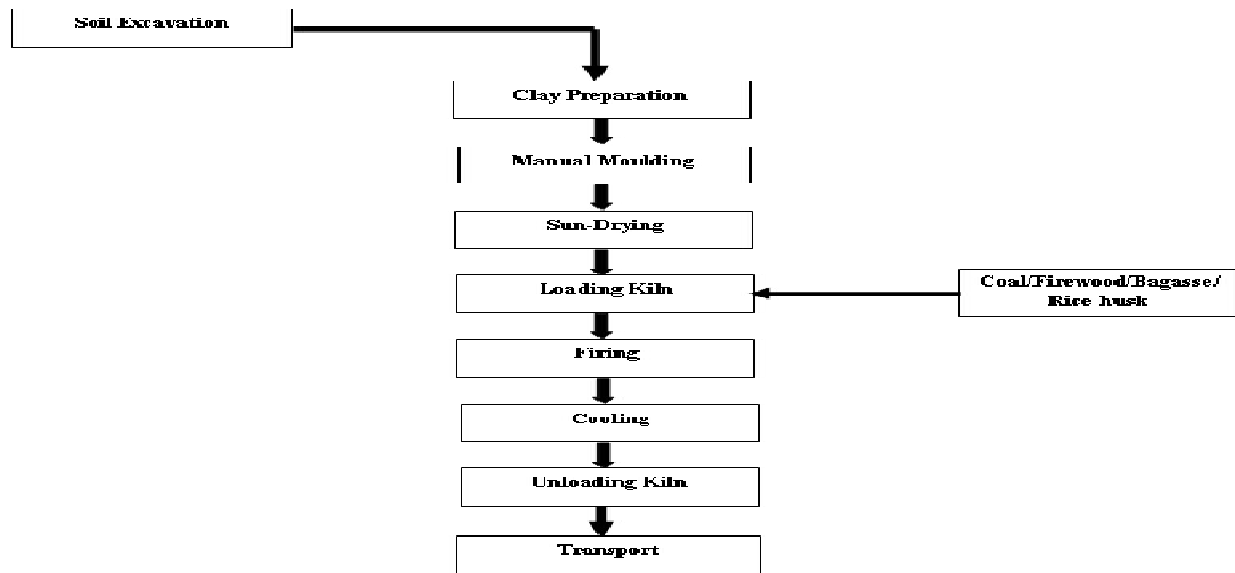 Soil Excavation
Clay Preparation
Manual Moulding
Sun-Drying
Loading Kiln
Coal/Firewood/Bagasse/
Rice husk
Firing
Cooling
Unloading Kiln
Transport